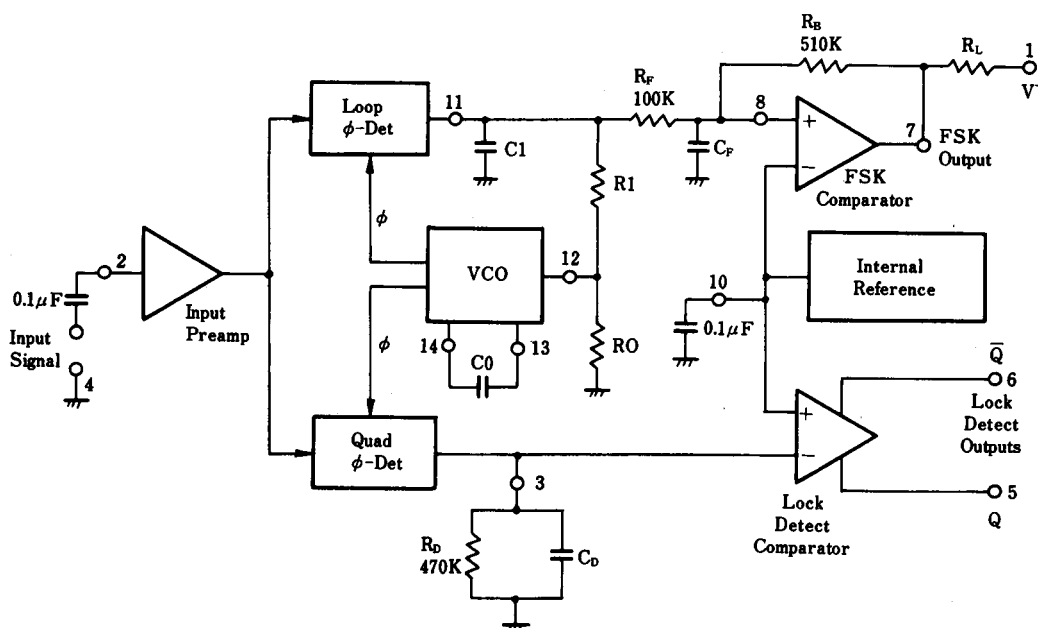 R_B
510K
R_L
1
V⁺
R_F
100K
Loop
φ-Det
11
8
+
−
7
FSK
Output
C1
C_F
FSK
Comparator
R1
φ
2
0.1μF
Input
Preamp
Input
Signal
4
VCO
12
14
13
C0
φ
RO
Internal
Reference
10
0.1μF
Q̅
6
Lock
Detect
Outputs
+
−
5
Q
Quad
φ-Det
3
Lock
Detect
Comparator
R_D
470K
C_D